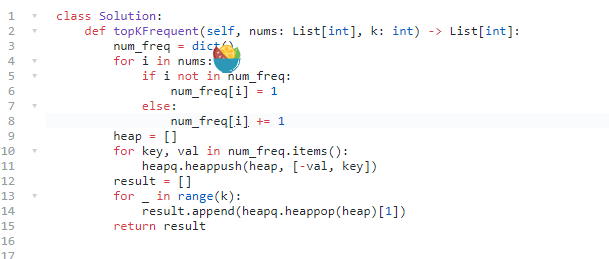 1 class Solution:
2 def topKFrequent(self, nums: List[int], k: int) -> List[int]:
3 num_freq = dict()
4 for i in nums:
5 if i not in num_freq:
6 num_freq[i] = 1
7 else:
8 num_freq[i] += 1
9 heap = []
10 for key, val in num_freq.items():
11 heapq.heappush(heap, [-val, key])
12 result = []
13 for _ in range(k):
14 result.append(heapq.heappop(heap)[1])
15 return result
16
17